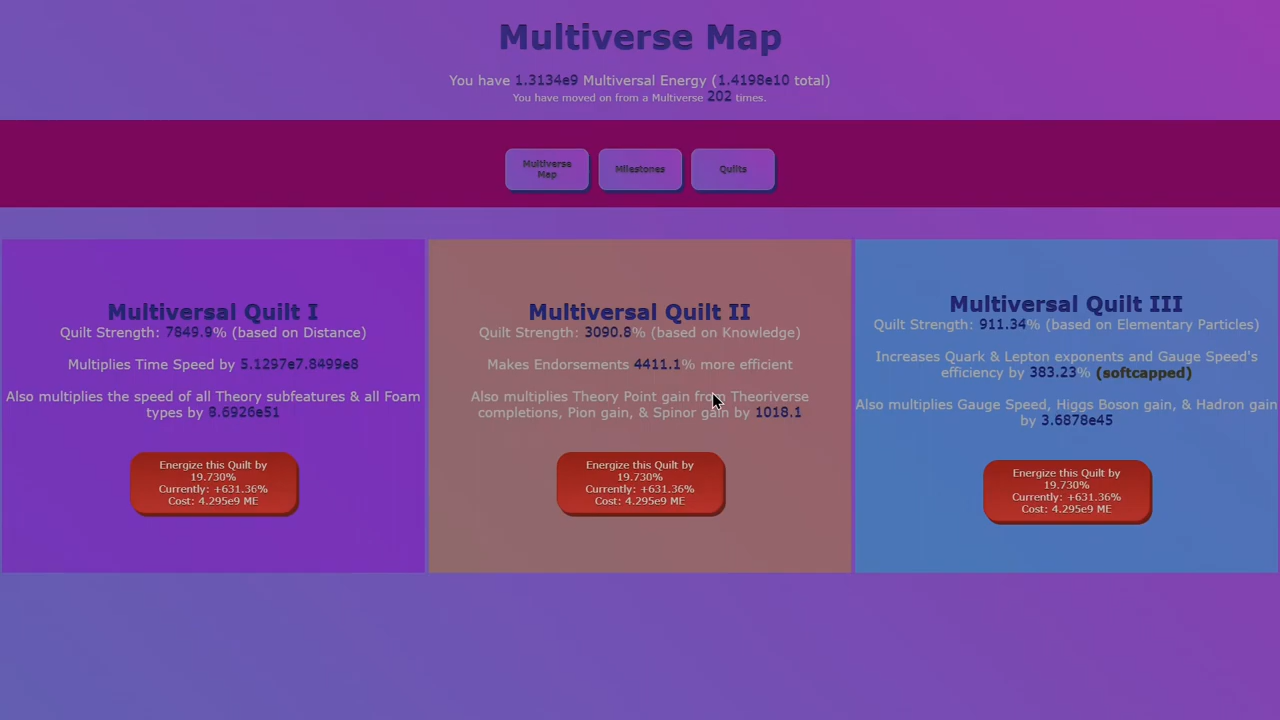 Multiverse Map
You have 1.3134e9 Multiversal Energy (1.4198e10 total)
You have moved on from a Multiverse 202 times.
Multiverse
Map
Milestones
Quilts
Multiversal Quilt I
Quilt Strength: 7849.9% (based on Distance)
Multiplies Time Speed by 5.1297e7.8499e8
Also multiplies the speed of all Theory subfeatures & all Foam
types by 8.6926e51
Energize this Quilt by
19.730%
Currently: +631.36%
Cost: 4.295e9 ME
Multiversal Quilt II
Quilt Strength: 3090.8% (based on Knowledge)
Makes Endorsements 4411.1% more efficient
Also multiplies Theory Point gain from Theoriverse
completions, Pion gain, & Spinor gain by 1018.1
Energize this Quilt by
19.730%
Currently: +631.36%
Cost: 4.295e9 ME
Multiversal Quilt III
Quilt Strength: 911.34% (based on Elementary Particles)
Increases Quark & Lepton exponents and Gauge Speed's
efficiency by 383.23% (softcapped)
Also multiplies Gauge Speed, Higgs Boson gain, & Hadron gain
by 3.6878e45
Energize this Quilt by
19.730%
Currently: +631.36%
Cost: 4.295e9 ME